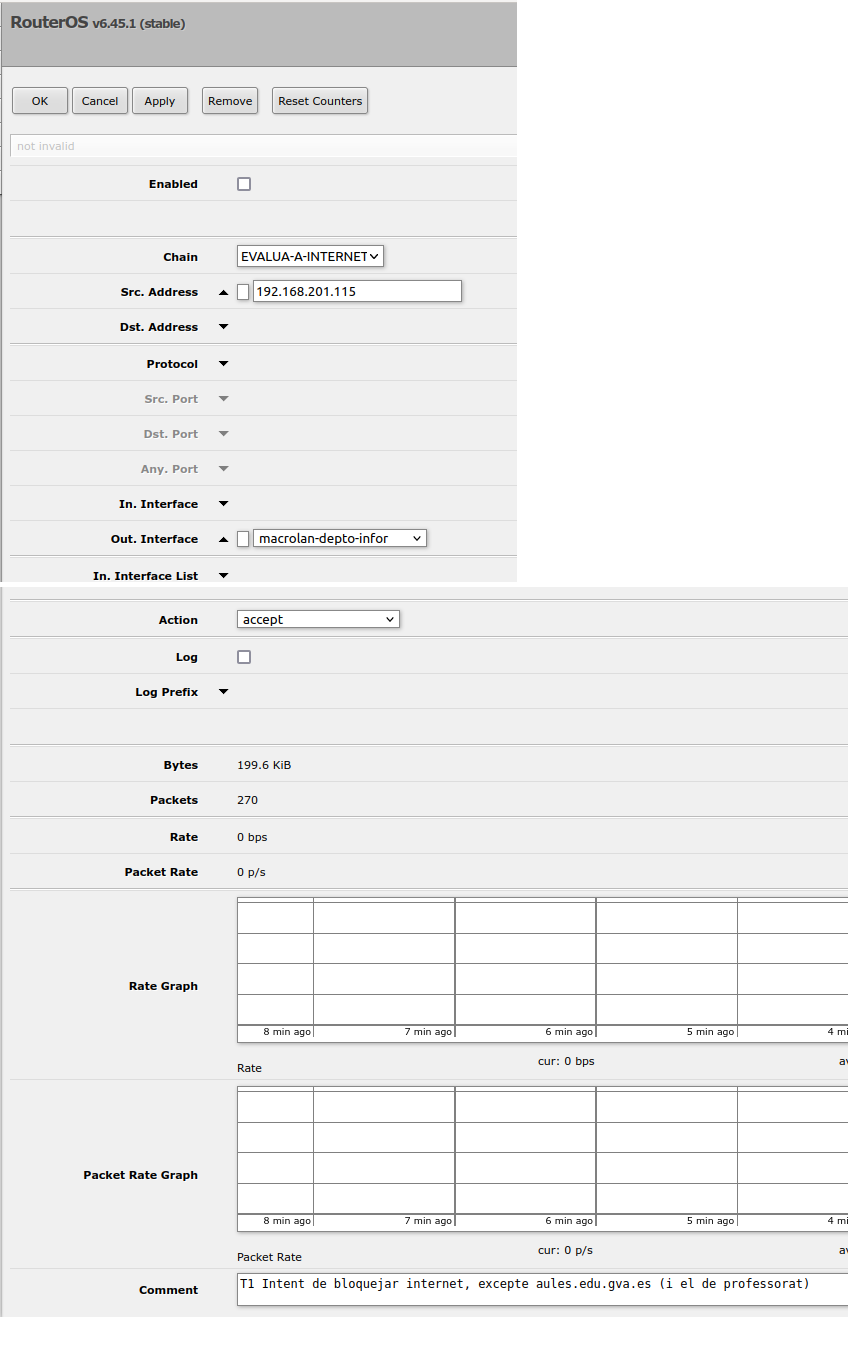 RouterOS v6.45.1 (stable)
OK Cancel Apply Remove Reset Counters
not invalid
Enabled
Chain EVALUA-A-INTERNET
Src. Address 192.168.201.115
Dst. Address
Protocol
Src. Port
Dst. Port
Any. Port
In. Interface
Out. Interface macrolan-depto-infor
In. Interface List
Action accept
Log
Log Prefix
Bytes 199.6 KiB
Packets 270
Rate 0 bps
Packet Rate 0 p/s
Rate Graph
8 min ago 7 min ago 6 min ago 5 min ago 4 mi
Rate cur: 0 bps av
Packet Rate Graph
8 min ago 7 min ago 6 min ago 5 min ago 4 mi
Packet Rate cur: 0 p/s av
Comment T1 Intent de bloquejar internet, excepte aules.edu.gva.es (i el de professorat)